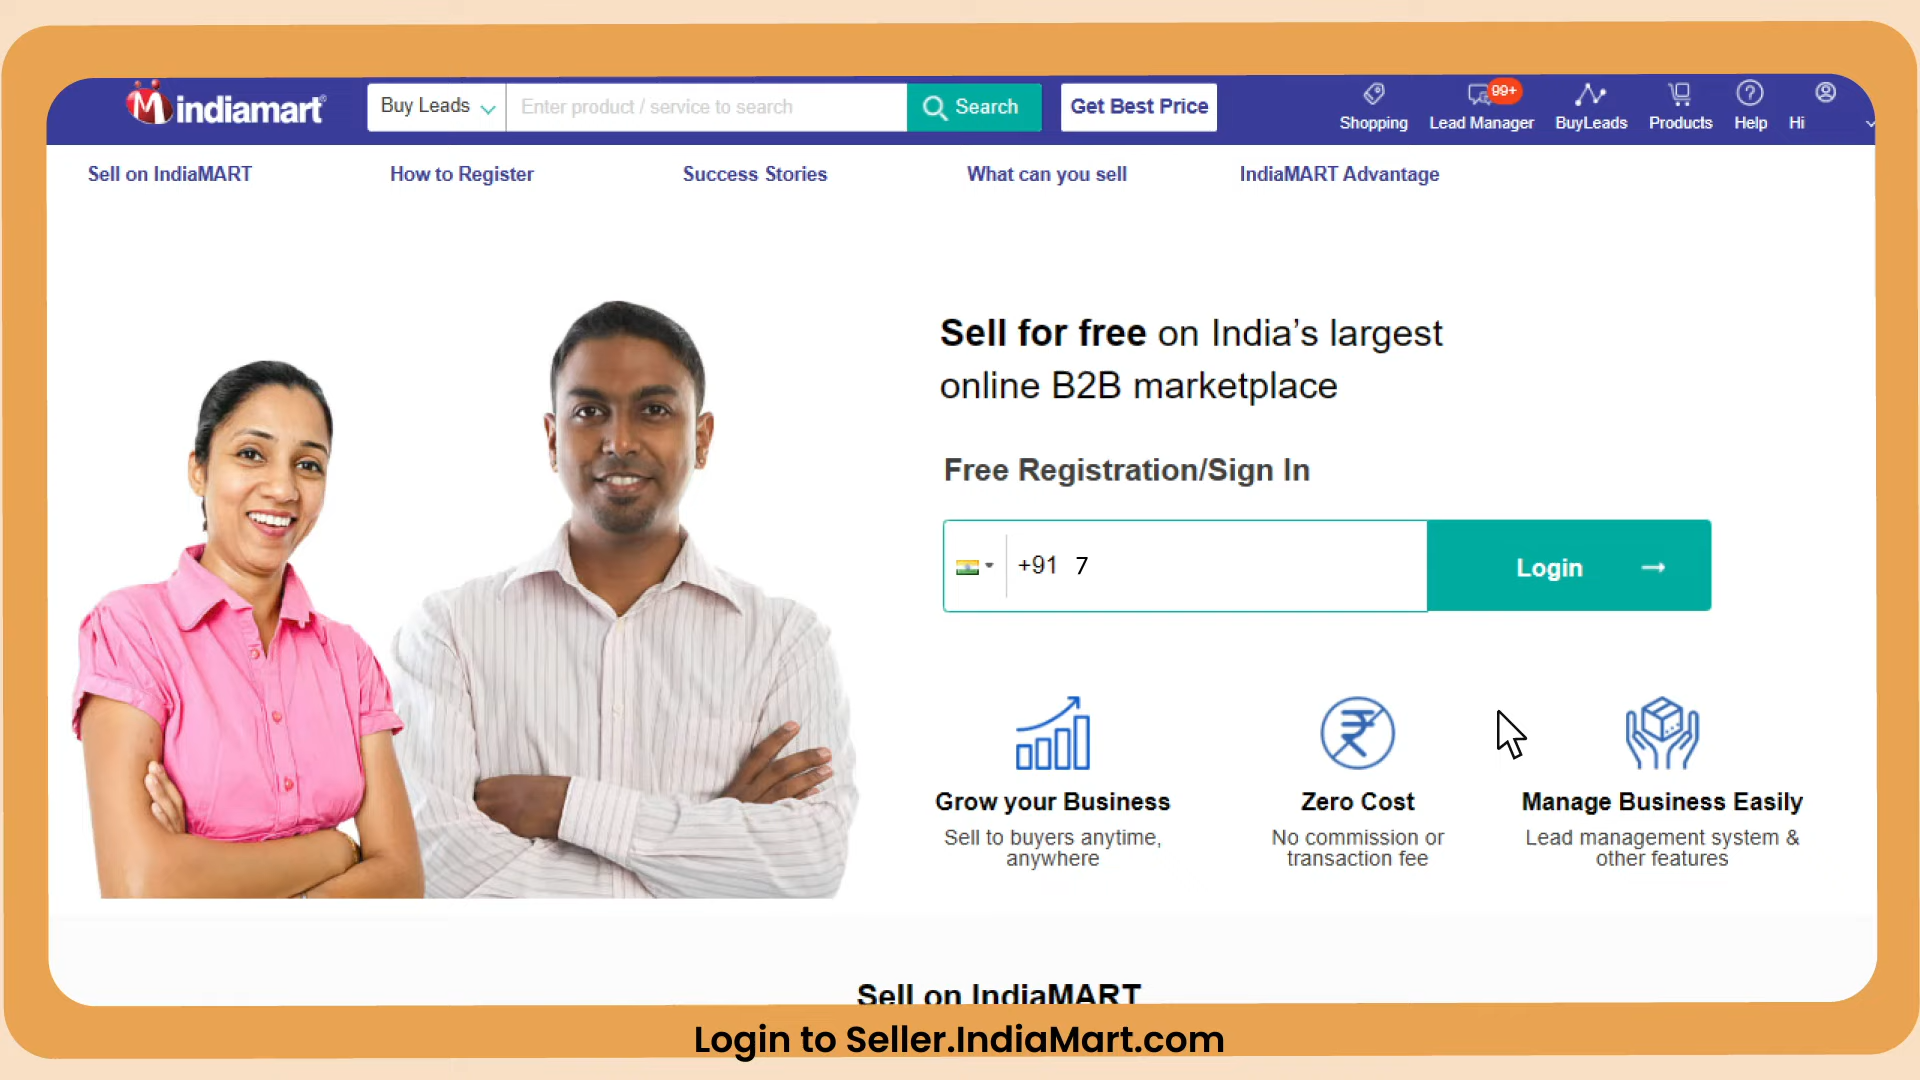 indiamart
Buy Leads
Enter product / service to search
Search
Get Best Price
Shopping
99+
Lead Manager
BuyLeads
Products
Help
Hi
Sell on IndiaMART
How to Register
Success Stories
What can you sell
IndiaMART Advantage
Sell for free on India's largest
online B2B marketplace
Free Registration/Sign In
+91 7
Login →
Grow your Business
Sell to buyers anytime,
anywhere
Zero Cost
No commission or
transaction fee
Manage Business Easily
Lead management system &
other features
Sell on IndiaMART
Login to Seller.IndiaMart.com